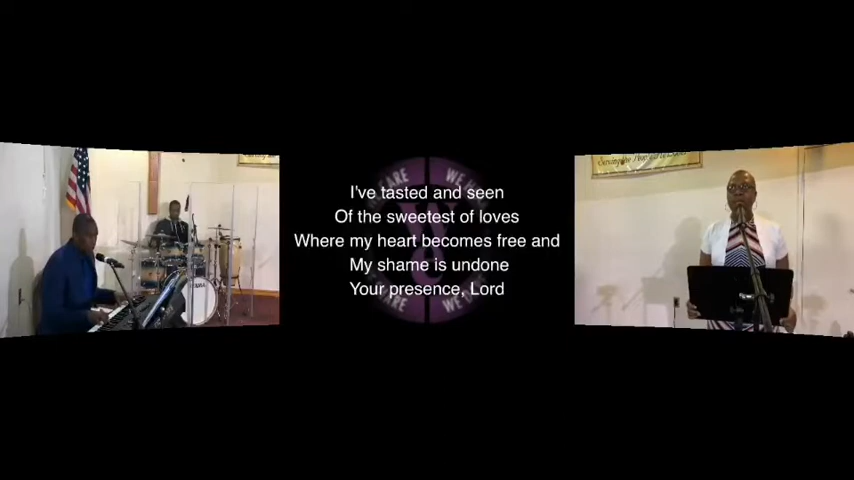 I've tasted and seen
Of the sweetest of loves
Where my heart becomes free and
My shame is undone
Your presence, Lord